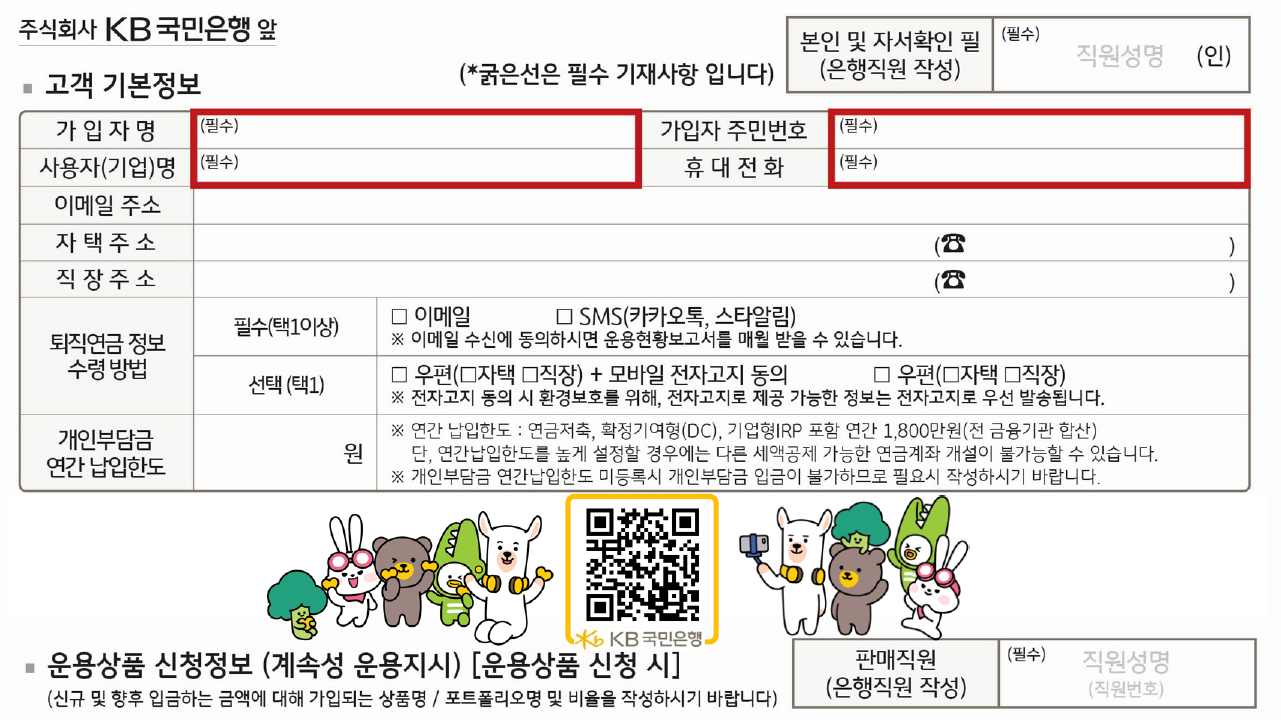 주식회사 KB 국민은행 앞
본인 및 자서확인 필
(은행직원 작성)
(필수)
직원성명 (인)
▪ 고객 기본정보
(*굵은선은 필수 기재사항 입니다)
가 입 자 명 (필수) 가입자 주민번호 (필수)
사용자(기업)명 (필수) 휴 대 전 화 (필수)
이메일 주소
자 택 주 소 (☎ )
직 장 주 소 (☎ )
퇴직연금 정보
수령 방법
필수(택1이상)
□ 이메일 □ SMS(카카오톡, 스타알림)
※ 이메일 수신에 동의하시면 운용현황보고서를 매월 받을 수 있습니다.
선택 (택1)
□ 우편(□자택 □직장) + 모바일 전자고지 동의 □ 우편(□자택 □직장)
※ 전자고지 동의 시 환경보호를 위해, 전자고지로 제공 가능한 정보는 전자고지로 우선 발송됩니다.
개인부담금
연간 납입한도
원
※ 연간 납입한도 : 연금저축, 확정기여형(DC), 기업형IRP 포함 연간 1,800만원(전 금융기관 합산)
단, 연간납입한도를 높게 설정할 경우에는 다른 세액공제 가능한 연금계좌 개설이 불가능할 수 있습니다.
※ 개인부담금 연간납입한도 미등록시 개인부담금 입금이 불가하므로 필요시 작성하시기 바랍니다.
KB 국민은행
▪ 운용상품 신청정보 (계속성 운용지시) [운용상품 신청 시]
(신규 및 향후 입금하는 금액에 대해 가입되는 상품명 / 포트폴리오명 및 비율을 작성하시기 바랍니다)
판매직원
(은행직원 작성)
(필수)
직원성명
(직원번호)